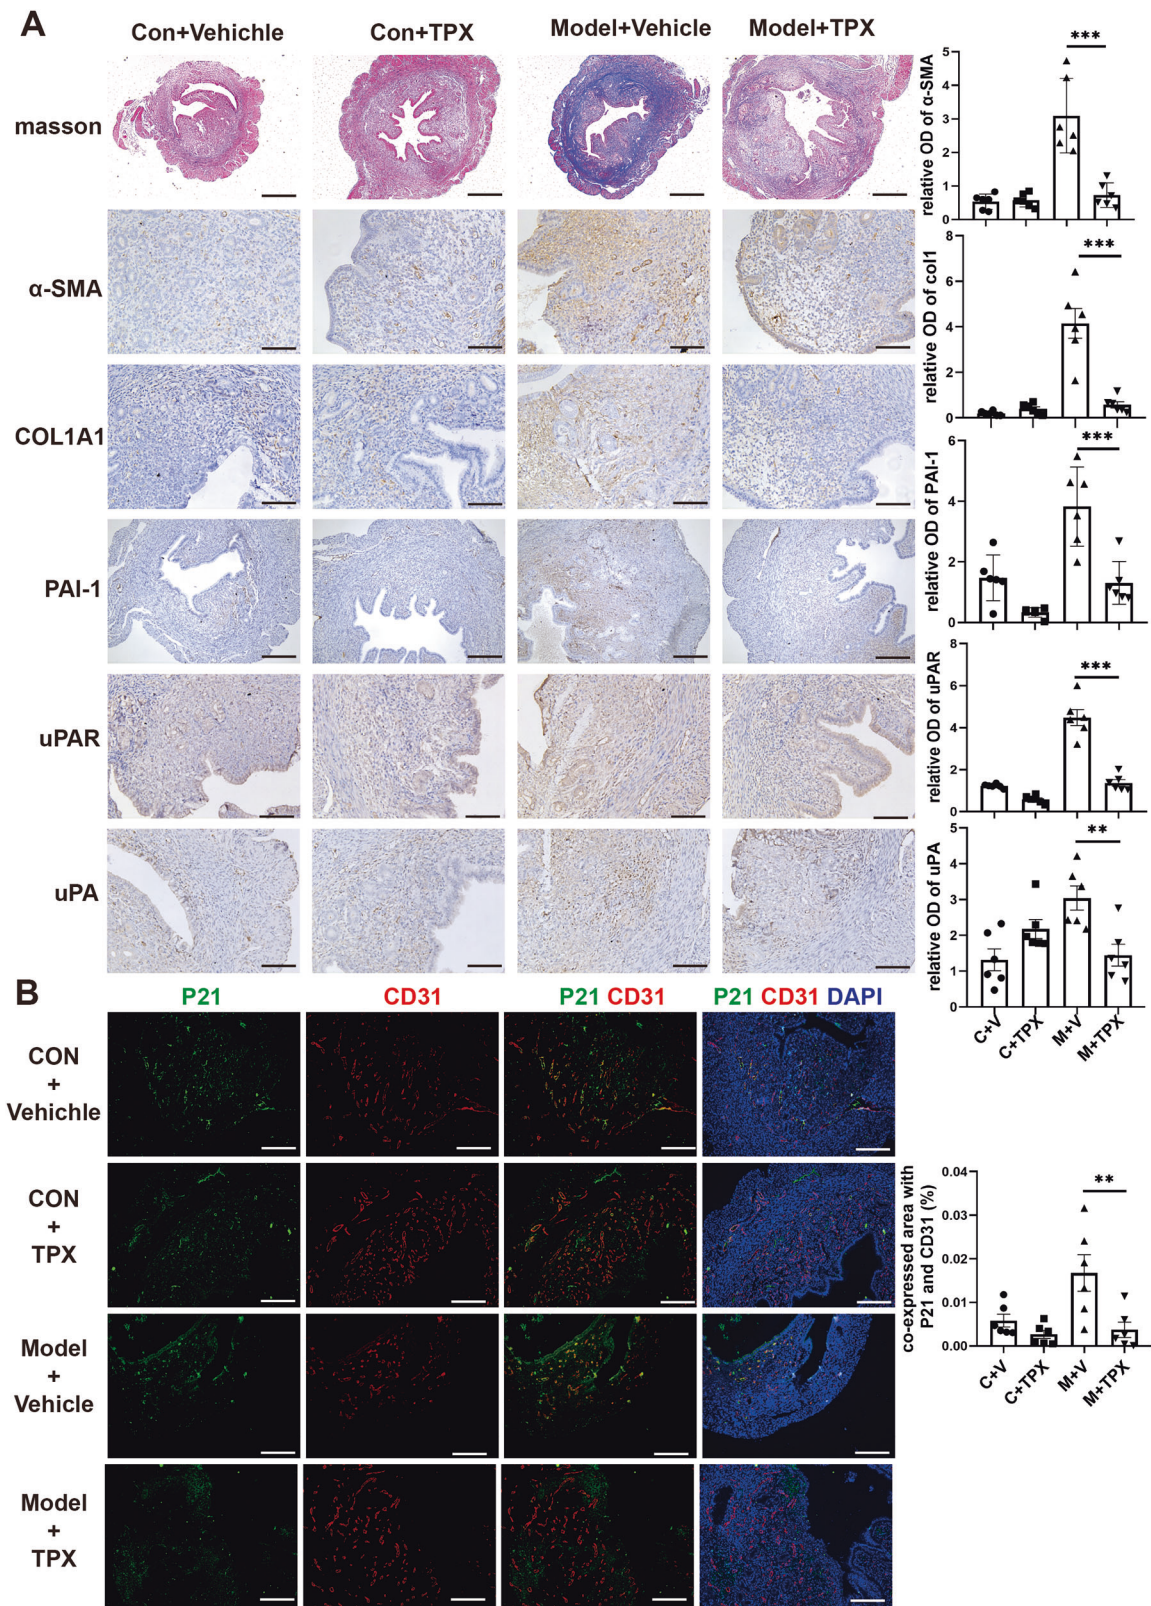 A
Con+Vehichle
Con+TPX
Model+Vehicle
Model+TPX
masson
α-SMA
COL1A1
PAI-1
uPAR
uPA
relative OD of α-SMA
5
4
3
2
1
0
***
relative OD of col1
8
6
4
2
0
***
relative OD of PAI-1
6
4
2
0
***
relative OD of uPAR
8
6
4
2
0
***
relative OD of uPA
5
4
3
2
1
0
**
C+V
C+TPX
M+V
M+TPX
B
P21
CD31
P21 CD31
P21 CD31 DAPI
CON
+
Vehichle
CON
+
TPX
Model
+
Vehicle
Model
+
TPX
co-expressed area with
P21 and CD31 (%)
0.04
0.03
0.02
0.01
0.00
**
C+V
C+TPX
M+V
M+TPX